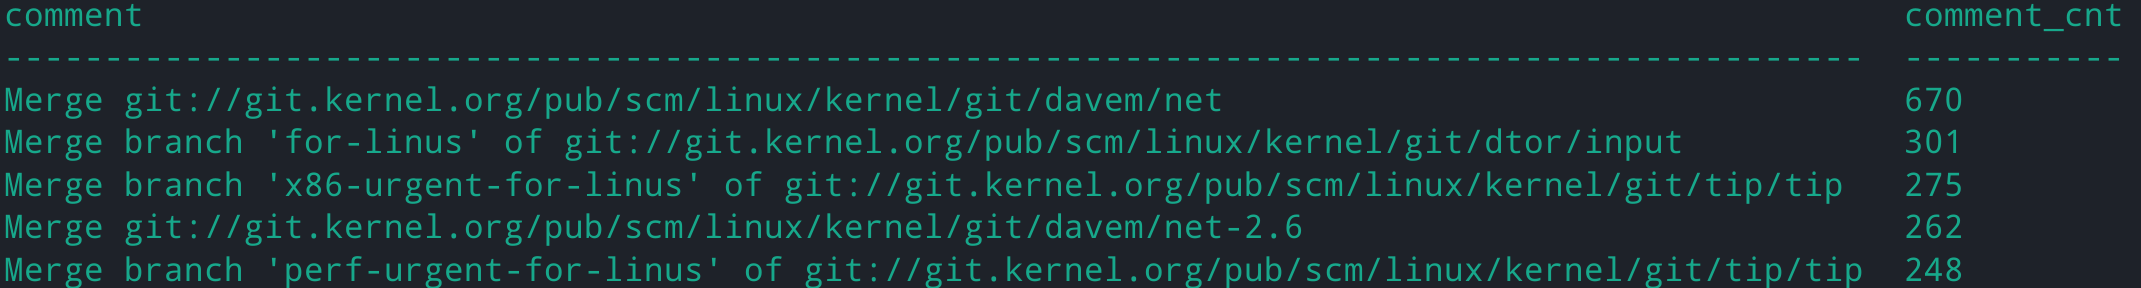 comment comment_cnt
--------------------------------------------------------------------------------------------- -----------
Merge git://git.kernel.org/pub/scm/linux/kernel/git/davem/net 670
Merge branch 'for-linus' of git://git.kernel.org/pub/scm/linux/kernel/git/dtor/input 301
Merge branch 'x86-urgent-for-linus' of git://git.kernel.org/pub/scm/linux/kernel/git/tip/tip 275
Merge git://git.kernel.org/pub/scm/linux/kernel/git/davem/net-2.6 262
Merge branch 'perf-urgent-for-linus' of git://git.kernel.org/pub/scm/linux/kernel/git/tip/tip 248